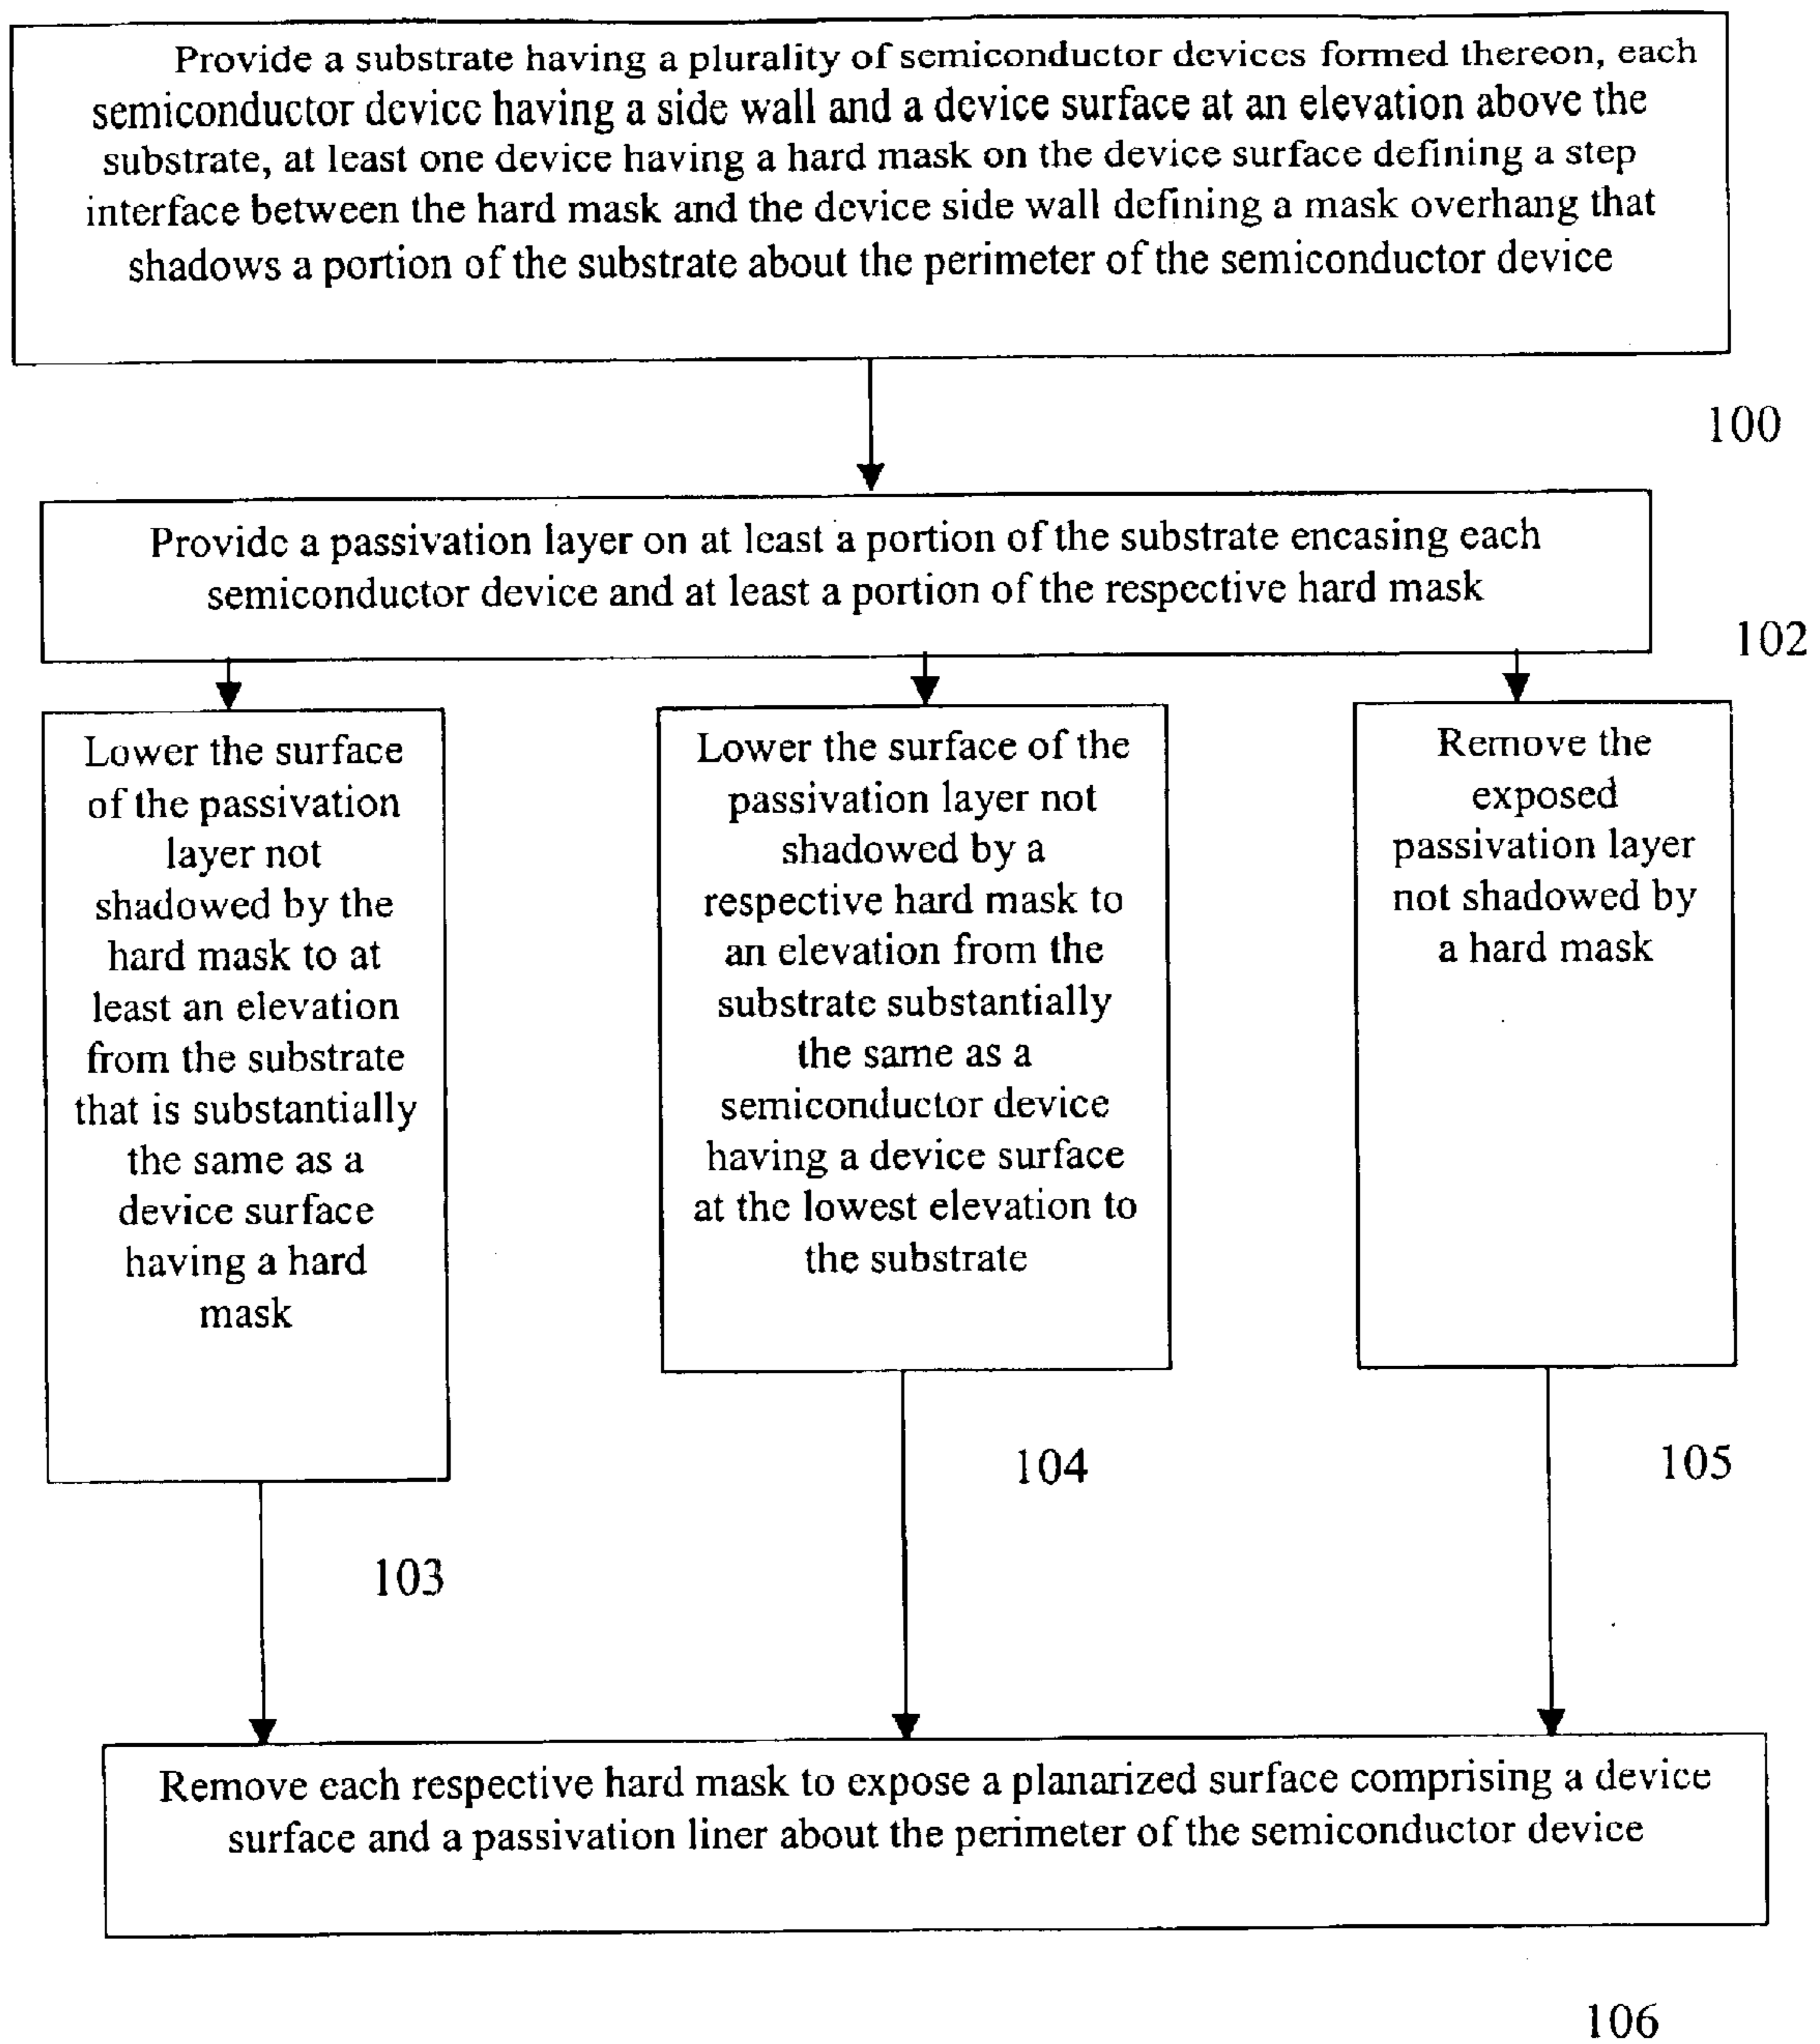 Provide a substrate having a plurality of semiconductor devices formed thereon, each
semiconductor device having a side wall and a device surface at an elevation above the
substrate, at least one device having a hard mask on the device surface defining a step
interface between the hard mask and the device side wall defining a mask overhang that
shadows a portion of the substrate about the perimeter of the semiconductor device
100
Provide a passivation layer on at least a portion of the substrate encasing each
semiconductor device and at least a portion of the respective hard mask
102
Lower the surface
of the passivation
layer not
shadowed by the
hard mask to at
least an elevation
from the substrate
that is substantially
the same as a
device surface
having a hard
mask
103
Lower the surface of the
passivation layer not
shadowed by a
respective hard mask to
an elevation from the
substrate substantially
the same as a
semiconductor device
having a device surface
at the lowest elevation to
the substrate
104
Remove the
exposed
passivation layer
not shadowed by
a hard mask
105
Remove each respective hard mask to expose a planarized surface comprising a device
surface and a passivation liner about the perimeter of the semiconductor device
106